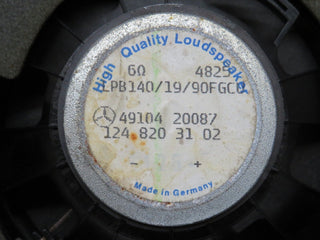 High Quality Loudspeaker
6Ω 4825
LPB140/19/90FGC
49104 20087
124 820 31 02
- +
Made in Germany